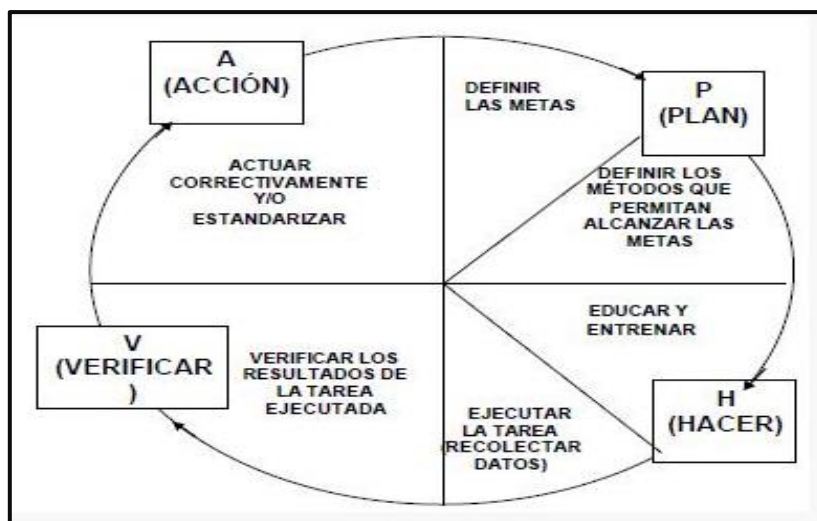 A
(ACCIÓN)
DEFINIR
LAS METAS
P
(PLAN)
ACTUAR
CORRECTIVAMENTE
Y/O
ESTANDARIZAR
DEFINIR LOS
MÉTODOS QUE
PERMITAN
ALCANZAR LAS
METAS
EDUCAR Y
ENTRENAR
V
(VERIFICAR
)
VERIFICAR LOS
RESULTADOS DE
LA TAREA
EJECUTADA
EJECUTAR
LA TAREA
(RECOLECTAR
DATOS)
H
(HACER)